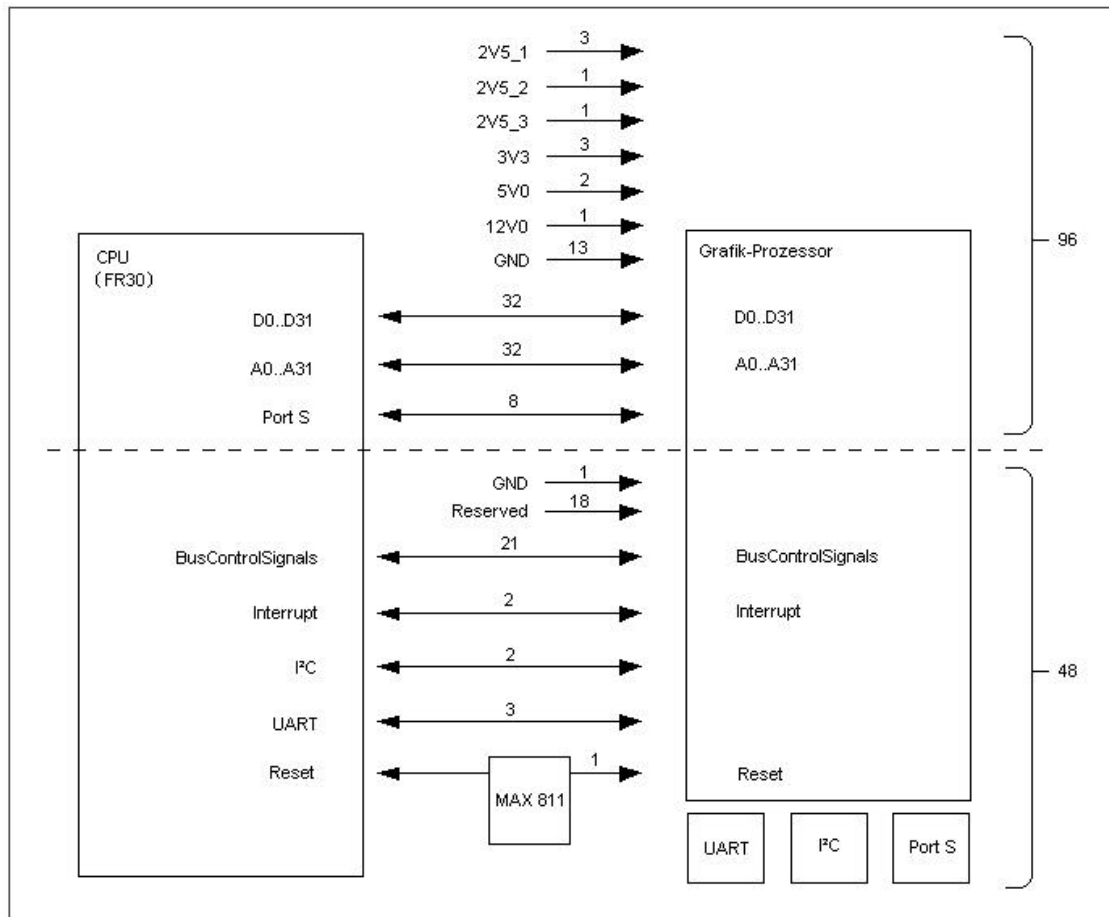 3
2V5_1
1
2V5_2
1
2V5_3
3
3V3
2
5V0
1
12V0
13
GND
96
CPU
(FR30)
Grafik-Prozessor
32
D0..D31
D0..D31
32
A0..A31
A0..A31
8
Port S
1
GND
18
Reserved
21
BusControlSignals
BusControlSignals
2
Interrupt
Interrupt
2
I²C
48
3
UART
1
Reset
Reset
MAX 811
UART
I²C
Port S